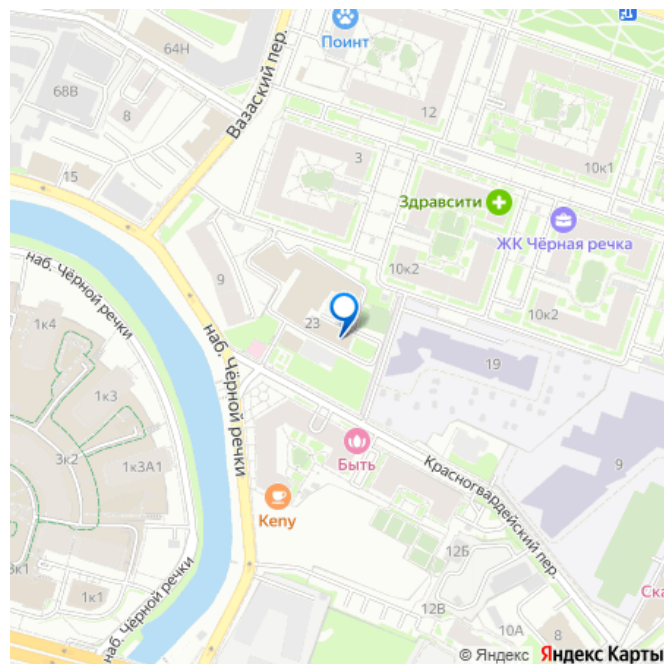 Поинт
64Н
Вазаский пер.
68В
8
12
3
10к1
15
Здравсити
ЖК Чёрная речка
наб. Чёрной речки
9
10к2
10к2
1к4
23
наб. Чёрной речки
19
1к3
3к2
1к3А1
Быть
Красногвардейский пер.
9
Keny
12Б
1к1
наб. Чёрной речки
12В
10А
8
Ска
© Яндекс Яндекс Карты